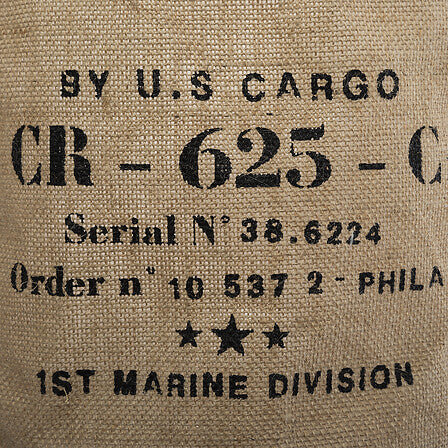 BY U.S CARGO
CR - 625 - C
Serial N° 38.6224
Order n° 10 537 2 - PHILA
★★★
1ST MARINE DIVISION